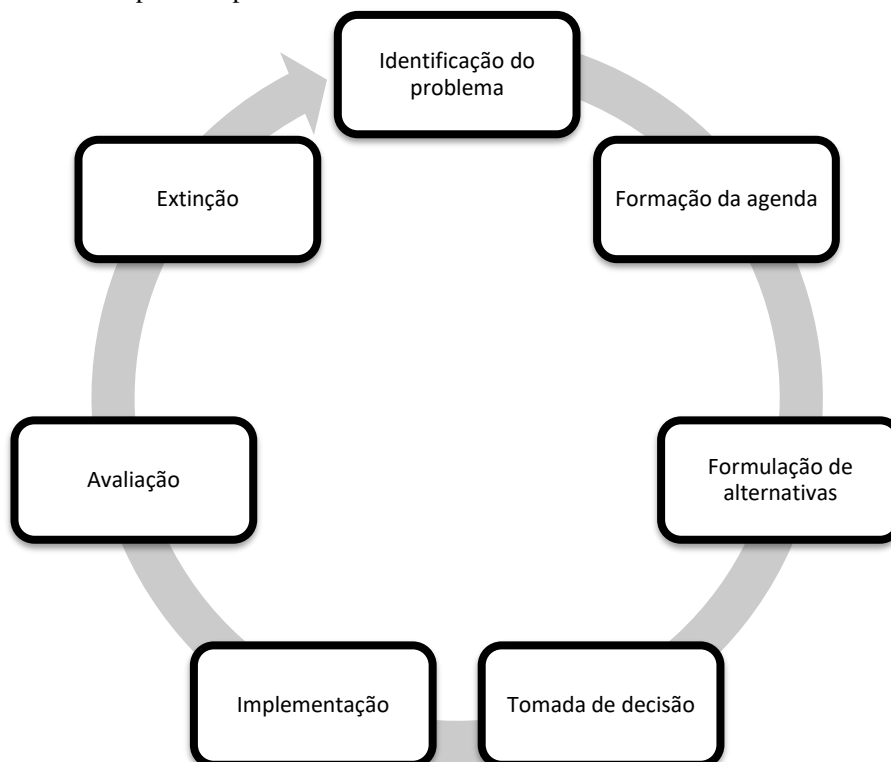 Identificação do
problema
Formação da agenda
Formulação de
alternativas
Tomada de decisão
Implementação
Avaliação
Extinção